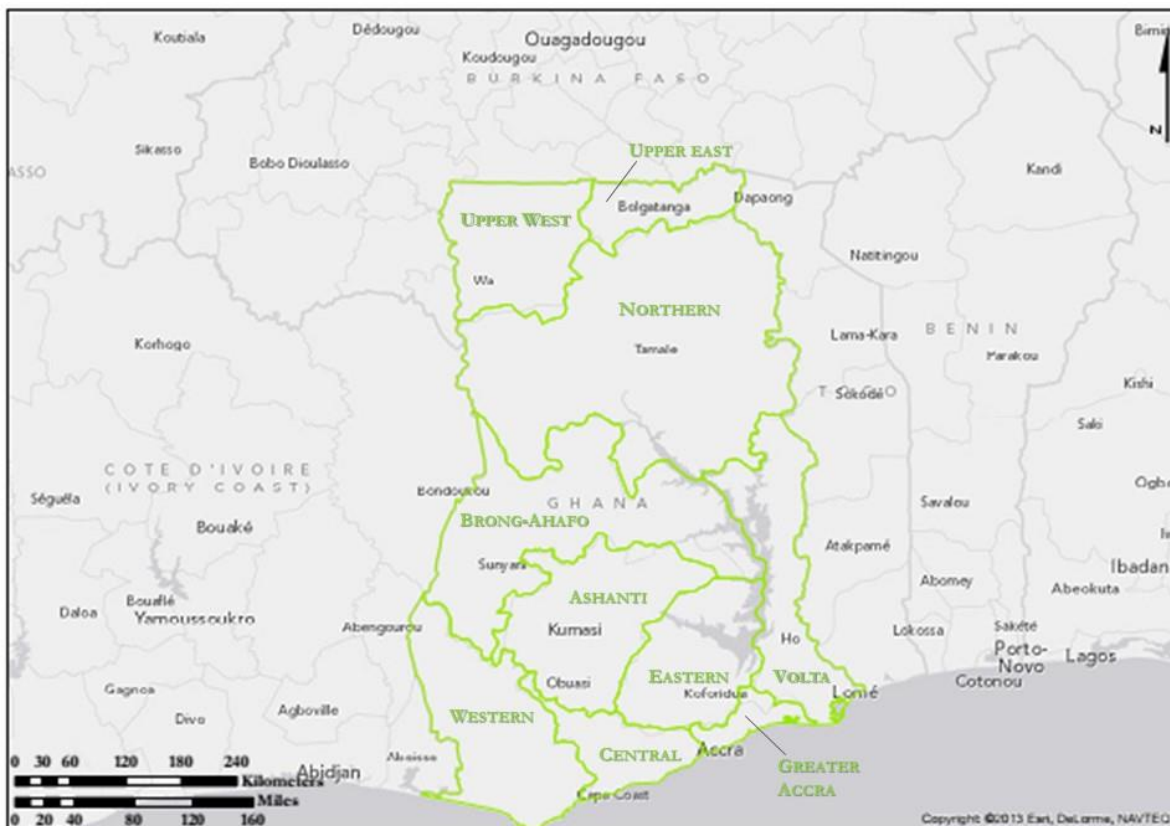 Dédougou
Koutiala
Ouagadougou
Koudougou
BURKINA FASO
N
Sikasso
Bobo Dioulasso
UPPER EAST
Kandi
Bolgatanga
Dapaong
UPPER WEST
Natitingou
Wa
NORTHERN
Korhogo
Tamale
Lama-Kara
BENIN
Parakou
TOGO
Sokodé
Kishi
Saki
COTE D'IVOIRE
(IVORY COAST)
Séguéla
Bondoukou
GHANA
Savalou
Bouaké
BRONG-AHAFO
Atakpamé
Sunyani
Ibadan
Abomey
Abeokuta
ASHANTI
Daloa
Bouaflé
Yamoussoukro
Abengourou
Kumasi
Ho
Lokossa
Sakété
Porto-
Novo
Lagos
Gagnoa
Obuasi
EASTERN
Koforidua
VOLTA
Lomé
Cotonou
Divo
Agboville
WESTERN
CENTRAL
Accra
GREATER
ACCRA
Abidjan
Cape Coast
0 30 60 120 180 240
Kilometers
Miles
0 20 40 80 120 160
Copyright ©2013 Esri, DeLorme, NAVTEQ